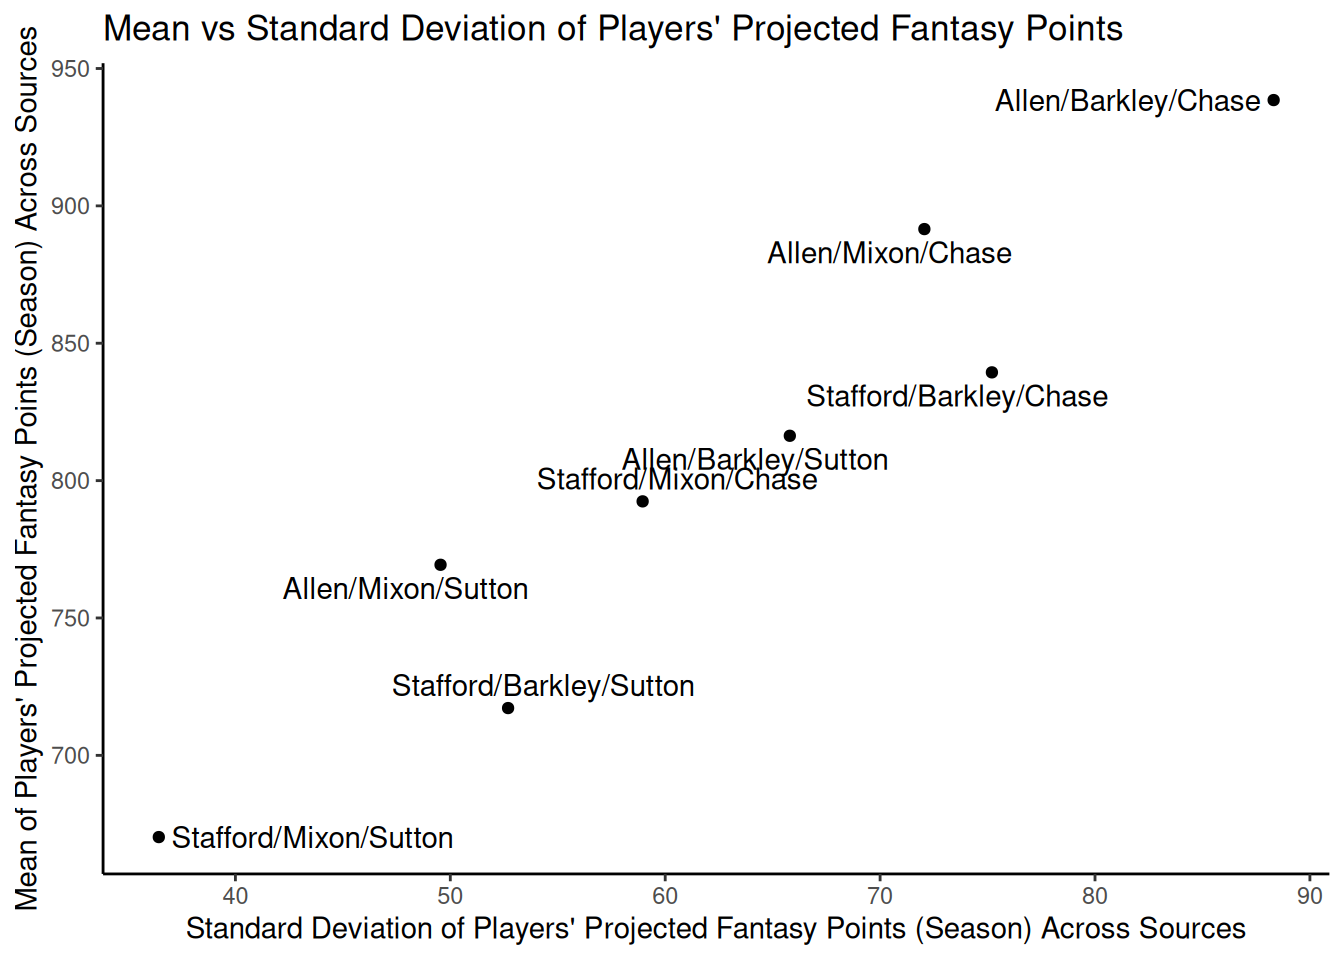 Mean vs Standard Deviation of Players' Projected Fantasy Points
Mean of Players' Projected Fantasy Points (Season) Across Sources
950
900
850
800
750
700
Allen/Barkley/Chase
Allen/Mixon/Chase
Stafford/Barkley/Chase
Allen/Barkley/Sutton
Stafford/Mixon/Chase
Allen/Mixon/Sutton
Stafford/Barkley/Sutton
Stafford/Mixon/Sutton
40 50 60 70 80 90
Standard Deviation of Players' Projected Fantasy Points (Season) Across Sources